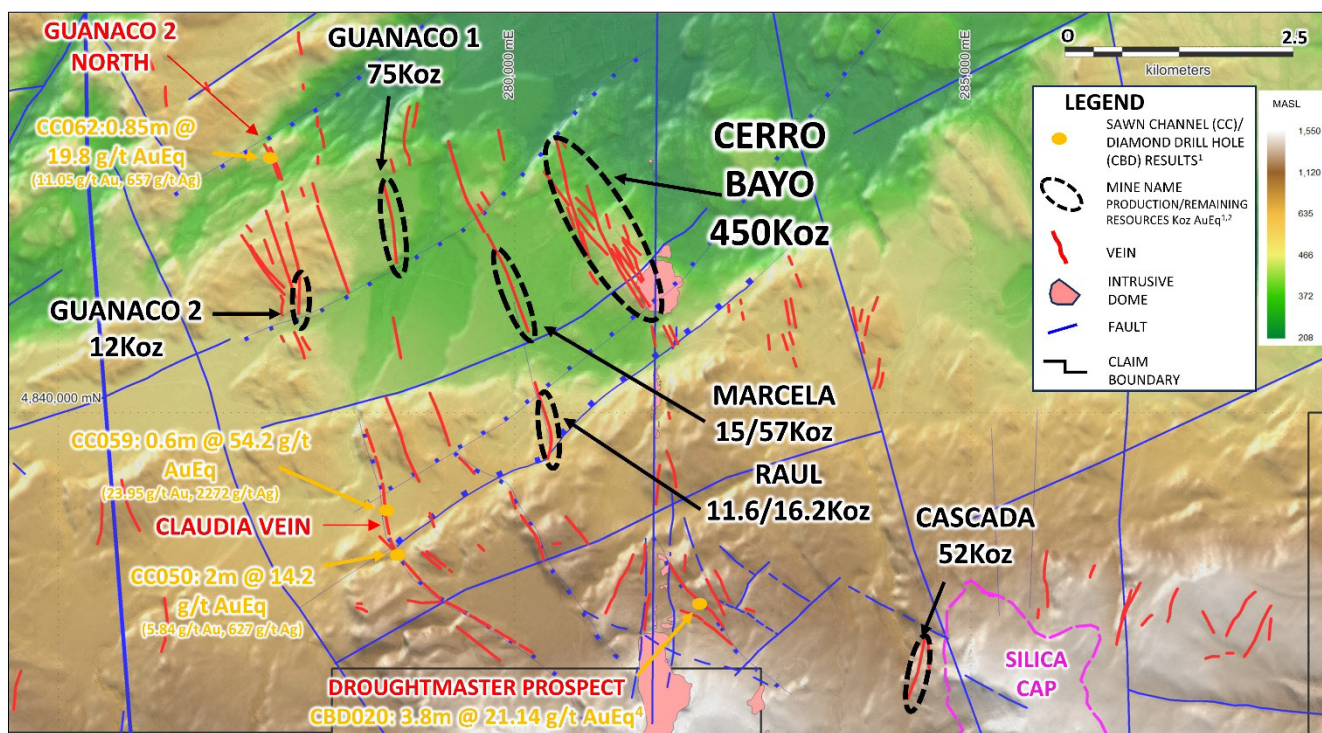 GUANACO 2
NORTH
CC062:0.85m @
19.8 g/t AuEq
(11.05 g/t Au, 657 g/t Ag)
GUANACO 1
75Koz
280,000 mE
CERRO
BAYO
450Koz
285,000 mE
0 2.5
kilometers
LEGEND
SAWN CHANNEL (CC)/
DIAMOND DRILL HOLE
(CBD) RESULTS¹
MINE NAME
PRODUCTION/REMAINING
RESOURCES Koz AuEq¹,²
VEIN
INTRUSIVE
DOME
FAULT
CLAIM
BOUNDARY
MASL
1,550
1,120
635
466
372
208
GUANACO 2
12Koz
4,840,000 mN
MARCELA
15/57Koz
RAUL
11.6/16.2Koz
CC059: 0.6m @ 54.2 g/t
AuEq
(23.95 g/t Au, 2272 g/t Ag)
CLAUDIA VEIN
CC050: 2m @ 14.2
g/t AuEq
(5.84 g/t Au, 627 g/t Ag)
CASCADA
52Koz
SILICA
CAP
DROUGHTMASTER PROSPECT
CBD020: 3.8m @ 21.14 g/t AuEq⁴